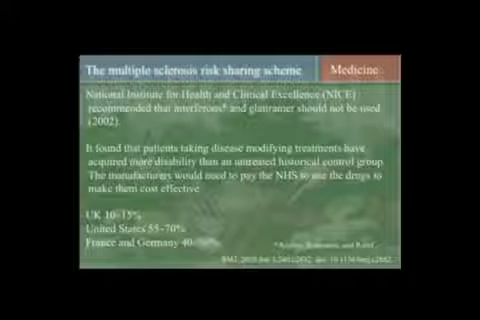 The multiple sclerosis risk sharing scheme
Medicine
National Institute for Health and Clinical Excellence (NICE)
recommended that interferons* and glatiramer should not be used
(2002).
It found that patients taking disease modifying treatments have
acquired more disability than an untreated historical control group.
The manufacturers would need to pay the NHS to use the drugs to
make them cost effective
UK 10–15%
United States 55–70%
France and Germany 40
and Rebif
BMJ. 2010 Jun